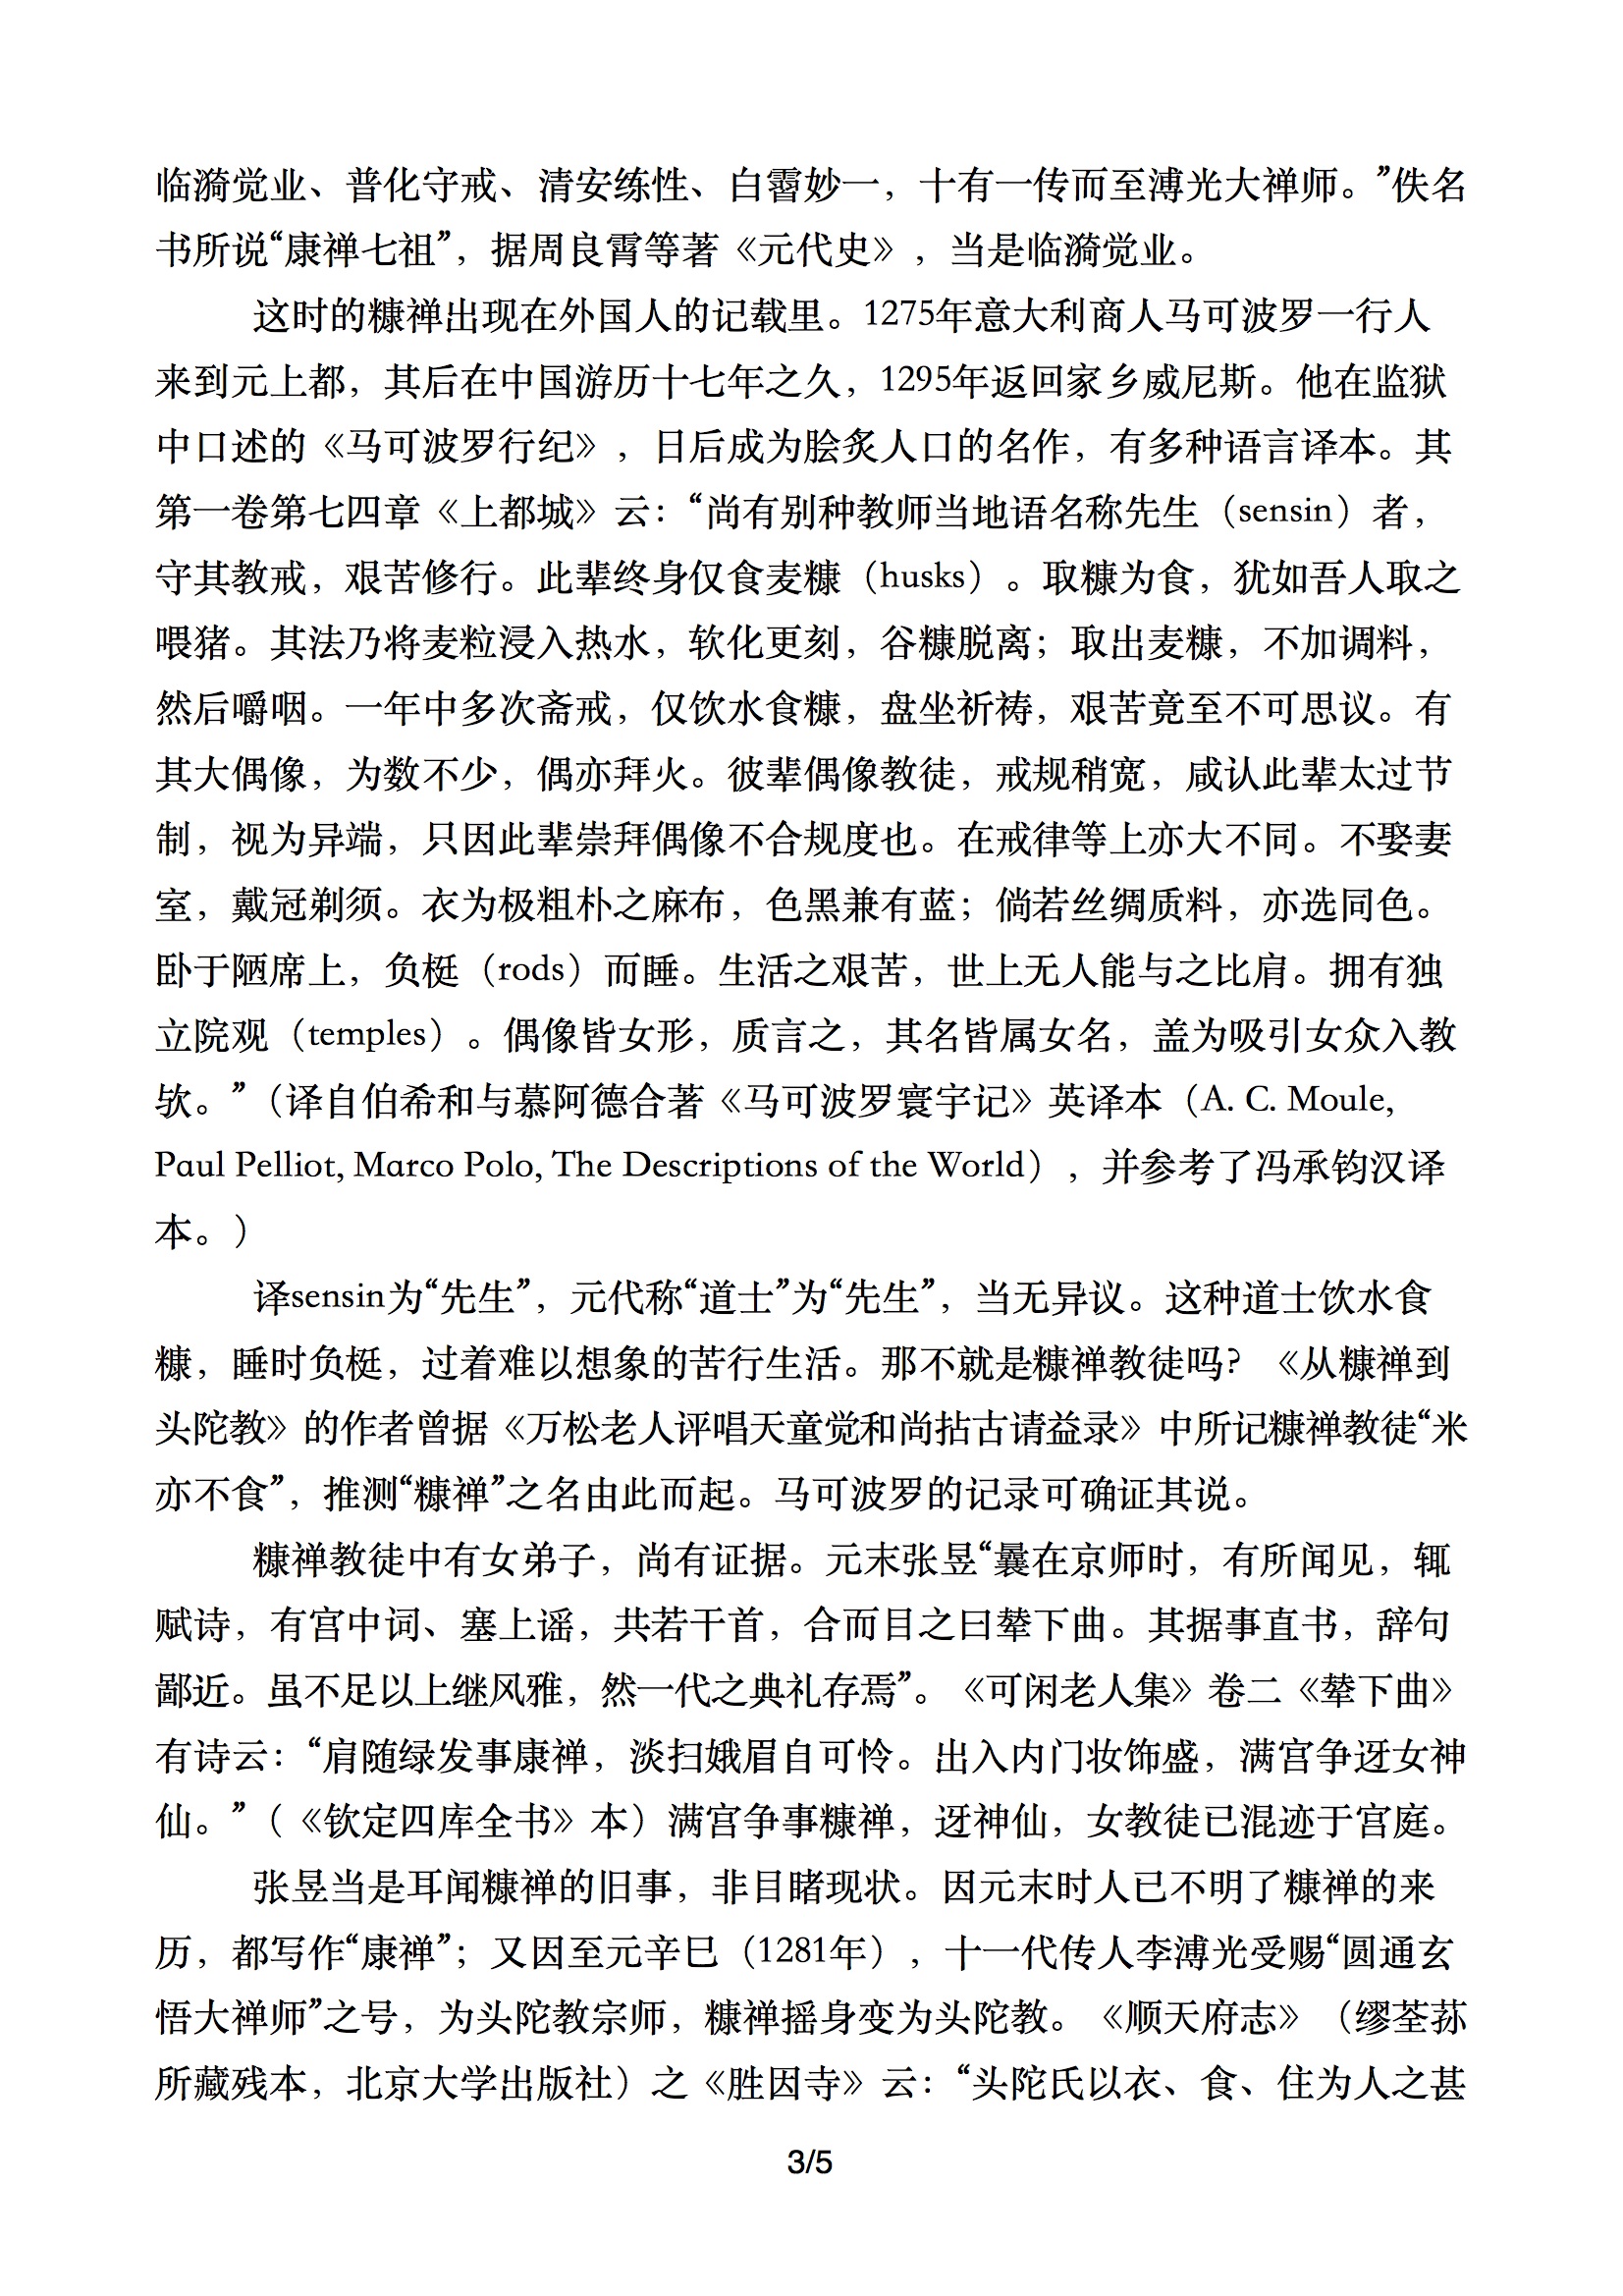 临漪觉业、普化守戒、清安练性、白霫妙一，十有一传而至溥光大禅师。”佚名
书所说“康禅七祖”，据周良霄等著《元代史》，当是临漪觉业。
这时的糠禅出现在外国人的记载里。1275年意大利商人马可波罗一行人
来到元上都，其后在中国游历十七年之久，1295年返回家乡威尼斯。他在监狱
中口述的《马可波罗行纪》，日后成为脍炙人口的名作，有多种语言译本。其
第一卷第七四章《上都城》云：“尚有别种教师当地语名称先生（sensin）者，
守其教戒，艰苦修行。此辈终身仅食麦糠（husks）。取糠为食，犹如吾人取之
喂猪。其法乃将麦粒浸入热水，软化更刻，谷糠脱离；取出麦糠，不加调料，
然后嚼咽。一年中多次斋戒，仅饮水食糠，盘坐祈祷，艰苦竟至不可思议。有
其大偶像，为数不少，偶亦拜火。彼辈偶像教徒，戒规稍宽，咸认此辈太过节
制，视为异端，只因此辈崇拜偶像不合规度也。在戒律等上亦大不同。不娶妻
室，戴冠剃须。衣为极粗朴之麻布，色黑兼有蓝；倘若丝绸质料，亦选同色。
卧于陋席上，负梃（rods）而睡。生活之艰苦，世上无人能与之比肩。拥有独
立院观（temples）。偶像皆女形，质言之，其名皆属女名，盖为吸引女众入教
欤。”（译自伯希和与慕阿德合著《马可波罗寰宇记》英译本（A. C. Moule,
Paul Pelliot, Marco Polo, The Descriptions of the World），并参考了冯承钧汉译
本。）
译sensin为“先生”，元代称“道士”为“先生”，当无异议。这种道士饮水食
糠，睡时负梃，过着难以想象的苦行生活。那不就是糠禅教徒吗？《从糠禅到
头陀教》的作者曾据《万松老人评唱天童觉和尚拈古请益录》中所记糠禅教徒“米
亦不食”，推测“糠禅”之名由此而起。马可波罗的记录可确证其说。
糠禅教徒中有女弟子，尚有证据。元末张昱“曩在京师时，有所闻见，辄
赋诗，有宫中词、塞上谣，共若干首，合而目之曰辇下曲。其据事直书，辞句
鄙近。虽不足以上继风雅，然一代之典礼存焉”。《可闲老人集》卷二《辇下曲》
有诗云：“肩随绿发事康禅，淡扫娥眉自可怜。出入内门妆饰盛，满宫争迓女神
仙。”（《钦定四库全书》本）满宫争事糠禅，迓神仙，女教徒已混迹于宫庭。
张昱当是耳闻糠禅的旧事，非目睹现状。因元末时人已不明了糠禅的来
历，都写作“康禅”；又因至元辛巳（1281年），十一代传人李溥光受赐“圆通玄
悟大禅师”之号，为头陀教宗师，糠禅摇身变为头陀教。《顺天府志》（缪荃荪
所藏残本，北京大学出版社）之《胜因寺》云：“头陀氏以衣、食、住为人之甚
3/5